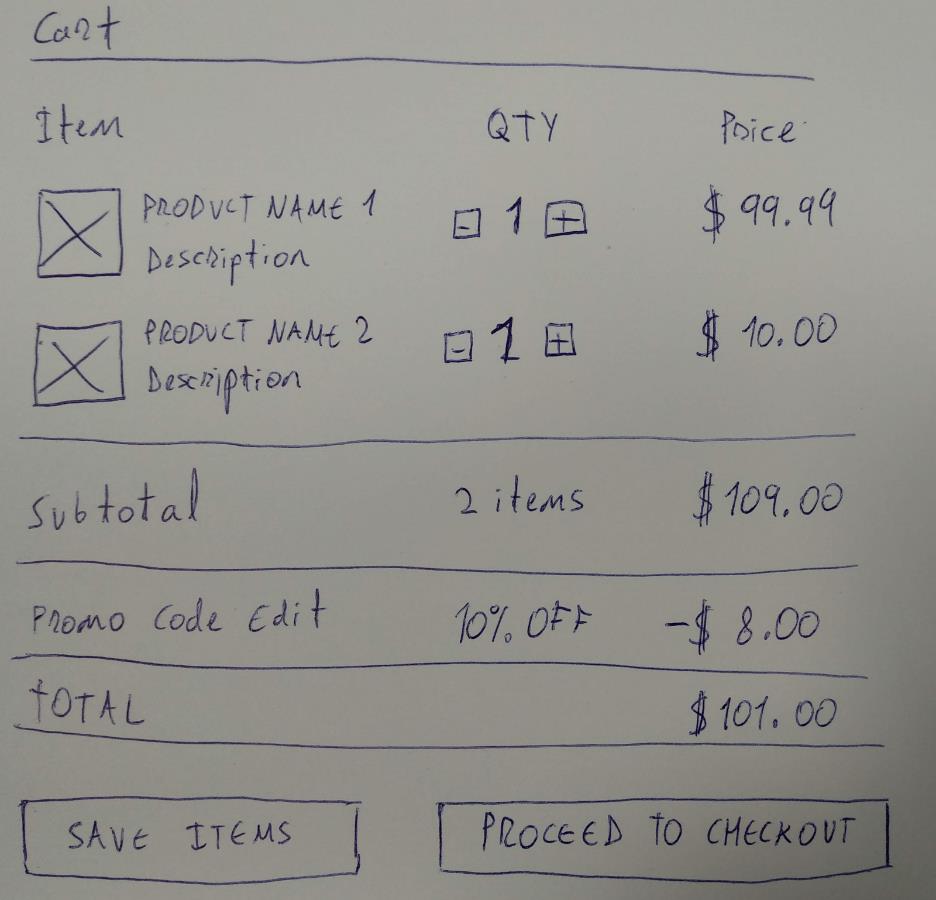 Cart
Item QTY Price
PRODUCT NAME 1 - 1 + $ 99.99
Description
PRODUCT NAME 2 - 1 + $ 10.00
Description
Subtotal 2 items $109.00
Promo Code Edit 10% OFF -$ 8.00
TOTAL $101.00
SAVE ITEMS PROCEED TO CHECKOUT